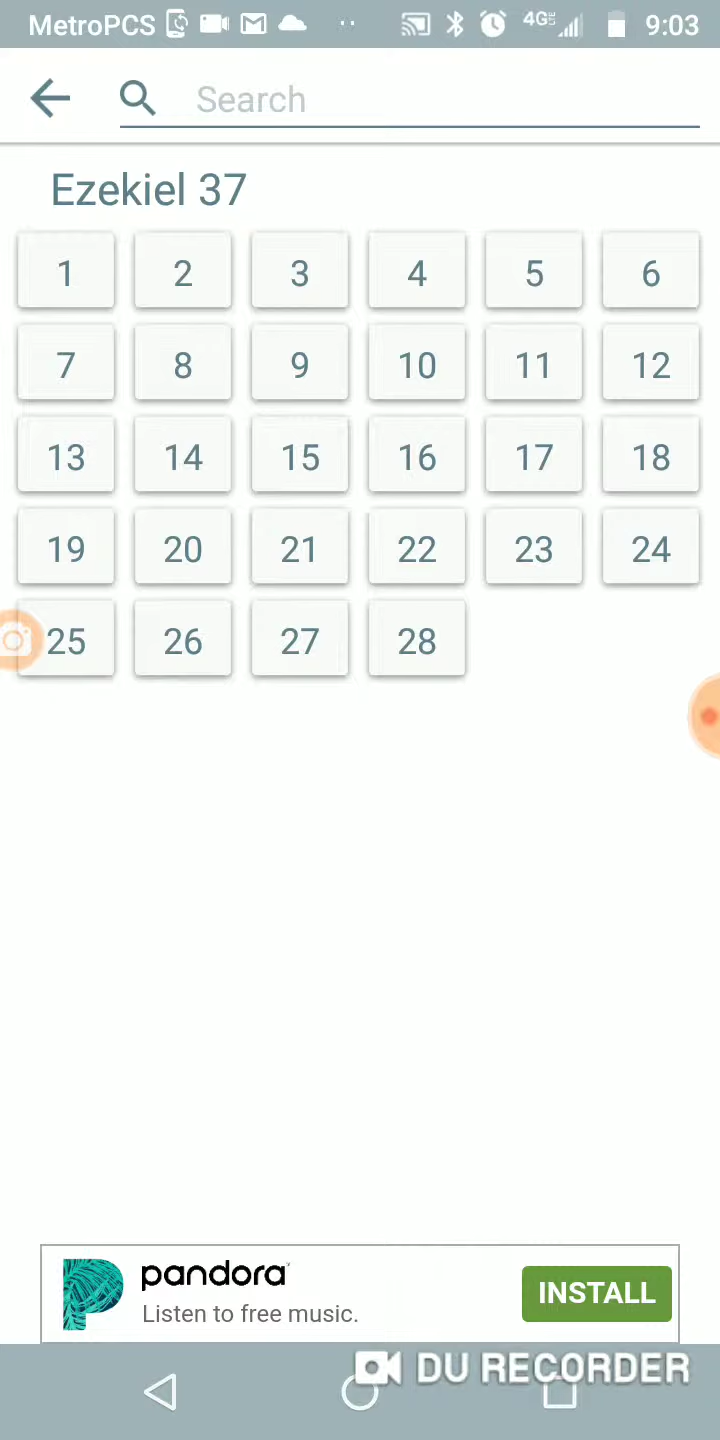 MetroPCS 4G LTE 9:03
Search
Ezekiel 37
1 2 3 4 5 6
7 8 9 10 11 12
13 14 15 16 17 18
19 20 21 22 23 24
25 26 27 28
pandora
Listen to free music.
INSTALL
DU RECORDER